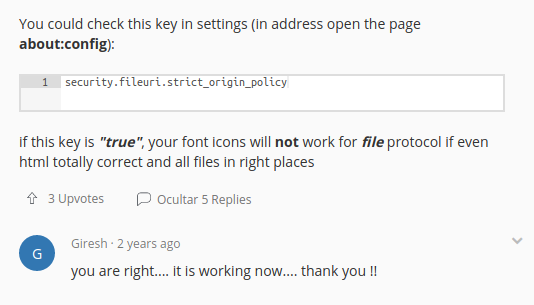 You could check this key in settings (in address open the page
about:config):
1 security.fileuri.strict_origin_policy
if this key is "true", your font icons will not work for file protocol if even
html totally correct and all files in right places
3 Upvotes Ocultar 5 Replies
G
Giresh · 2 years ago
you are right.... it is working now.... thank you !!